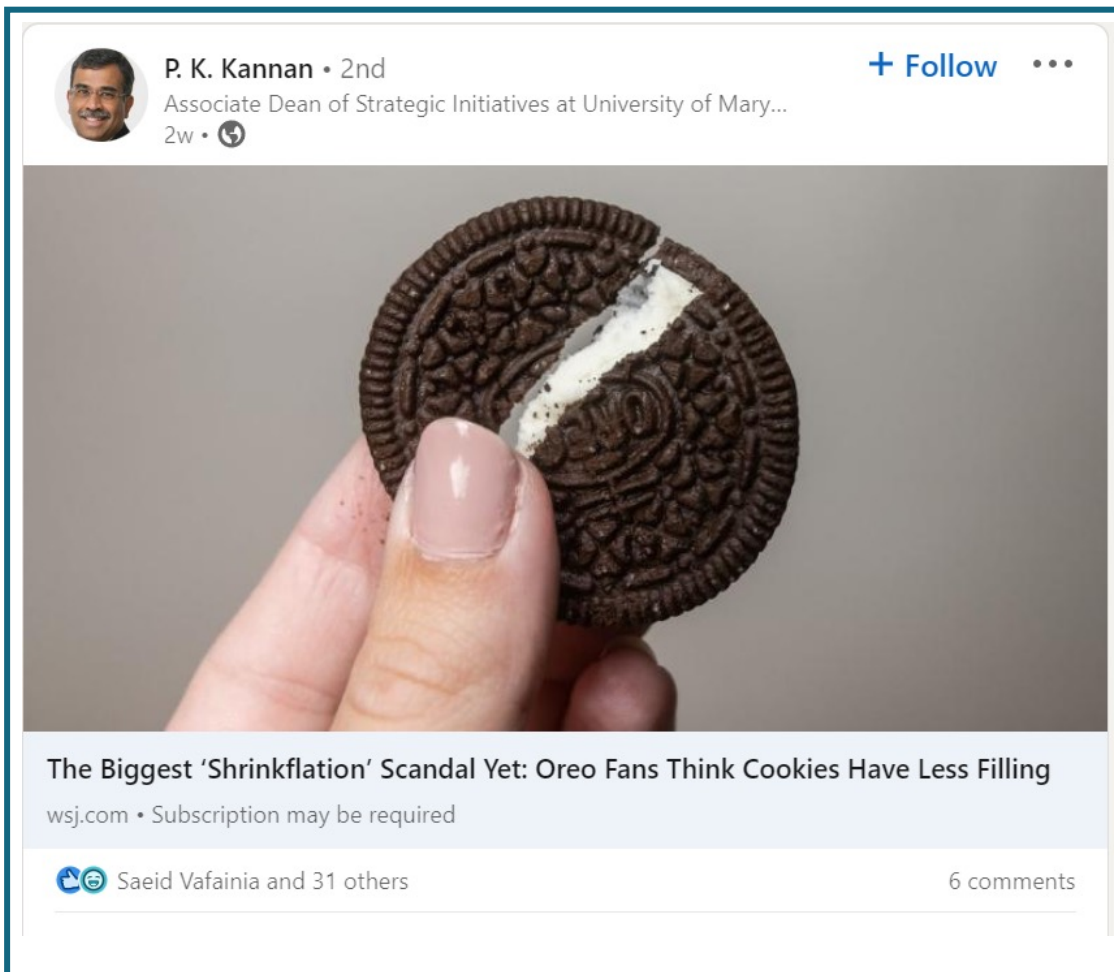 P. K. Kannan • 2nd
+ Follow
Associate Dean of Strategic Initiatives at University of Mary...
2w •
OREO
The Biggest ‘Shrinkflation’ Scandal Yet: Oreo Fans Think Cookies Have Less Filling
wsj.com • Subscription may be required
Saeid Vafainia and 31 others
6 comments